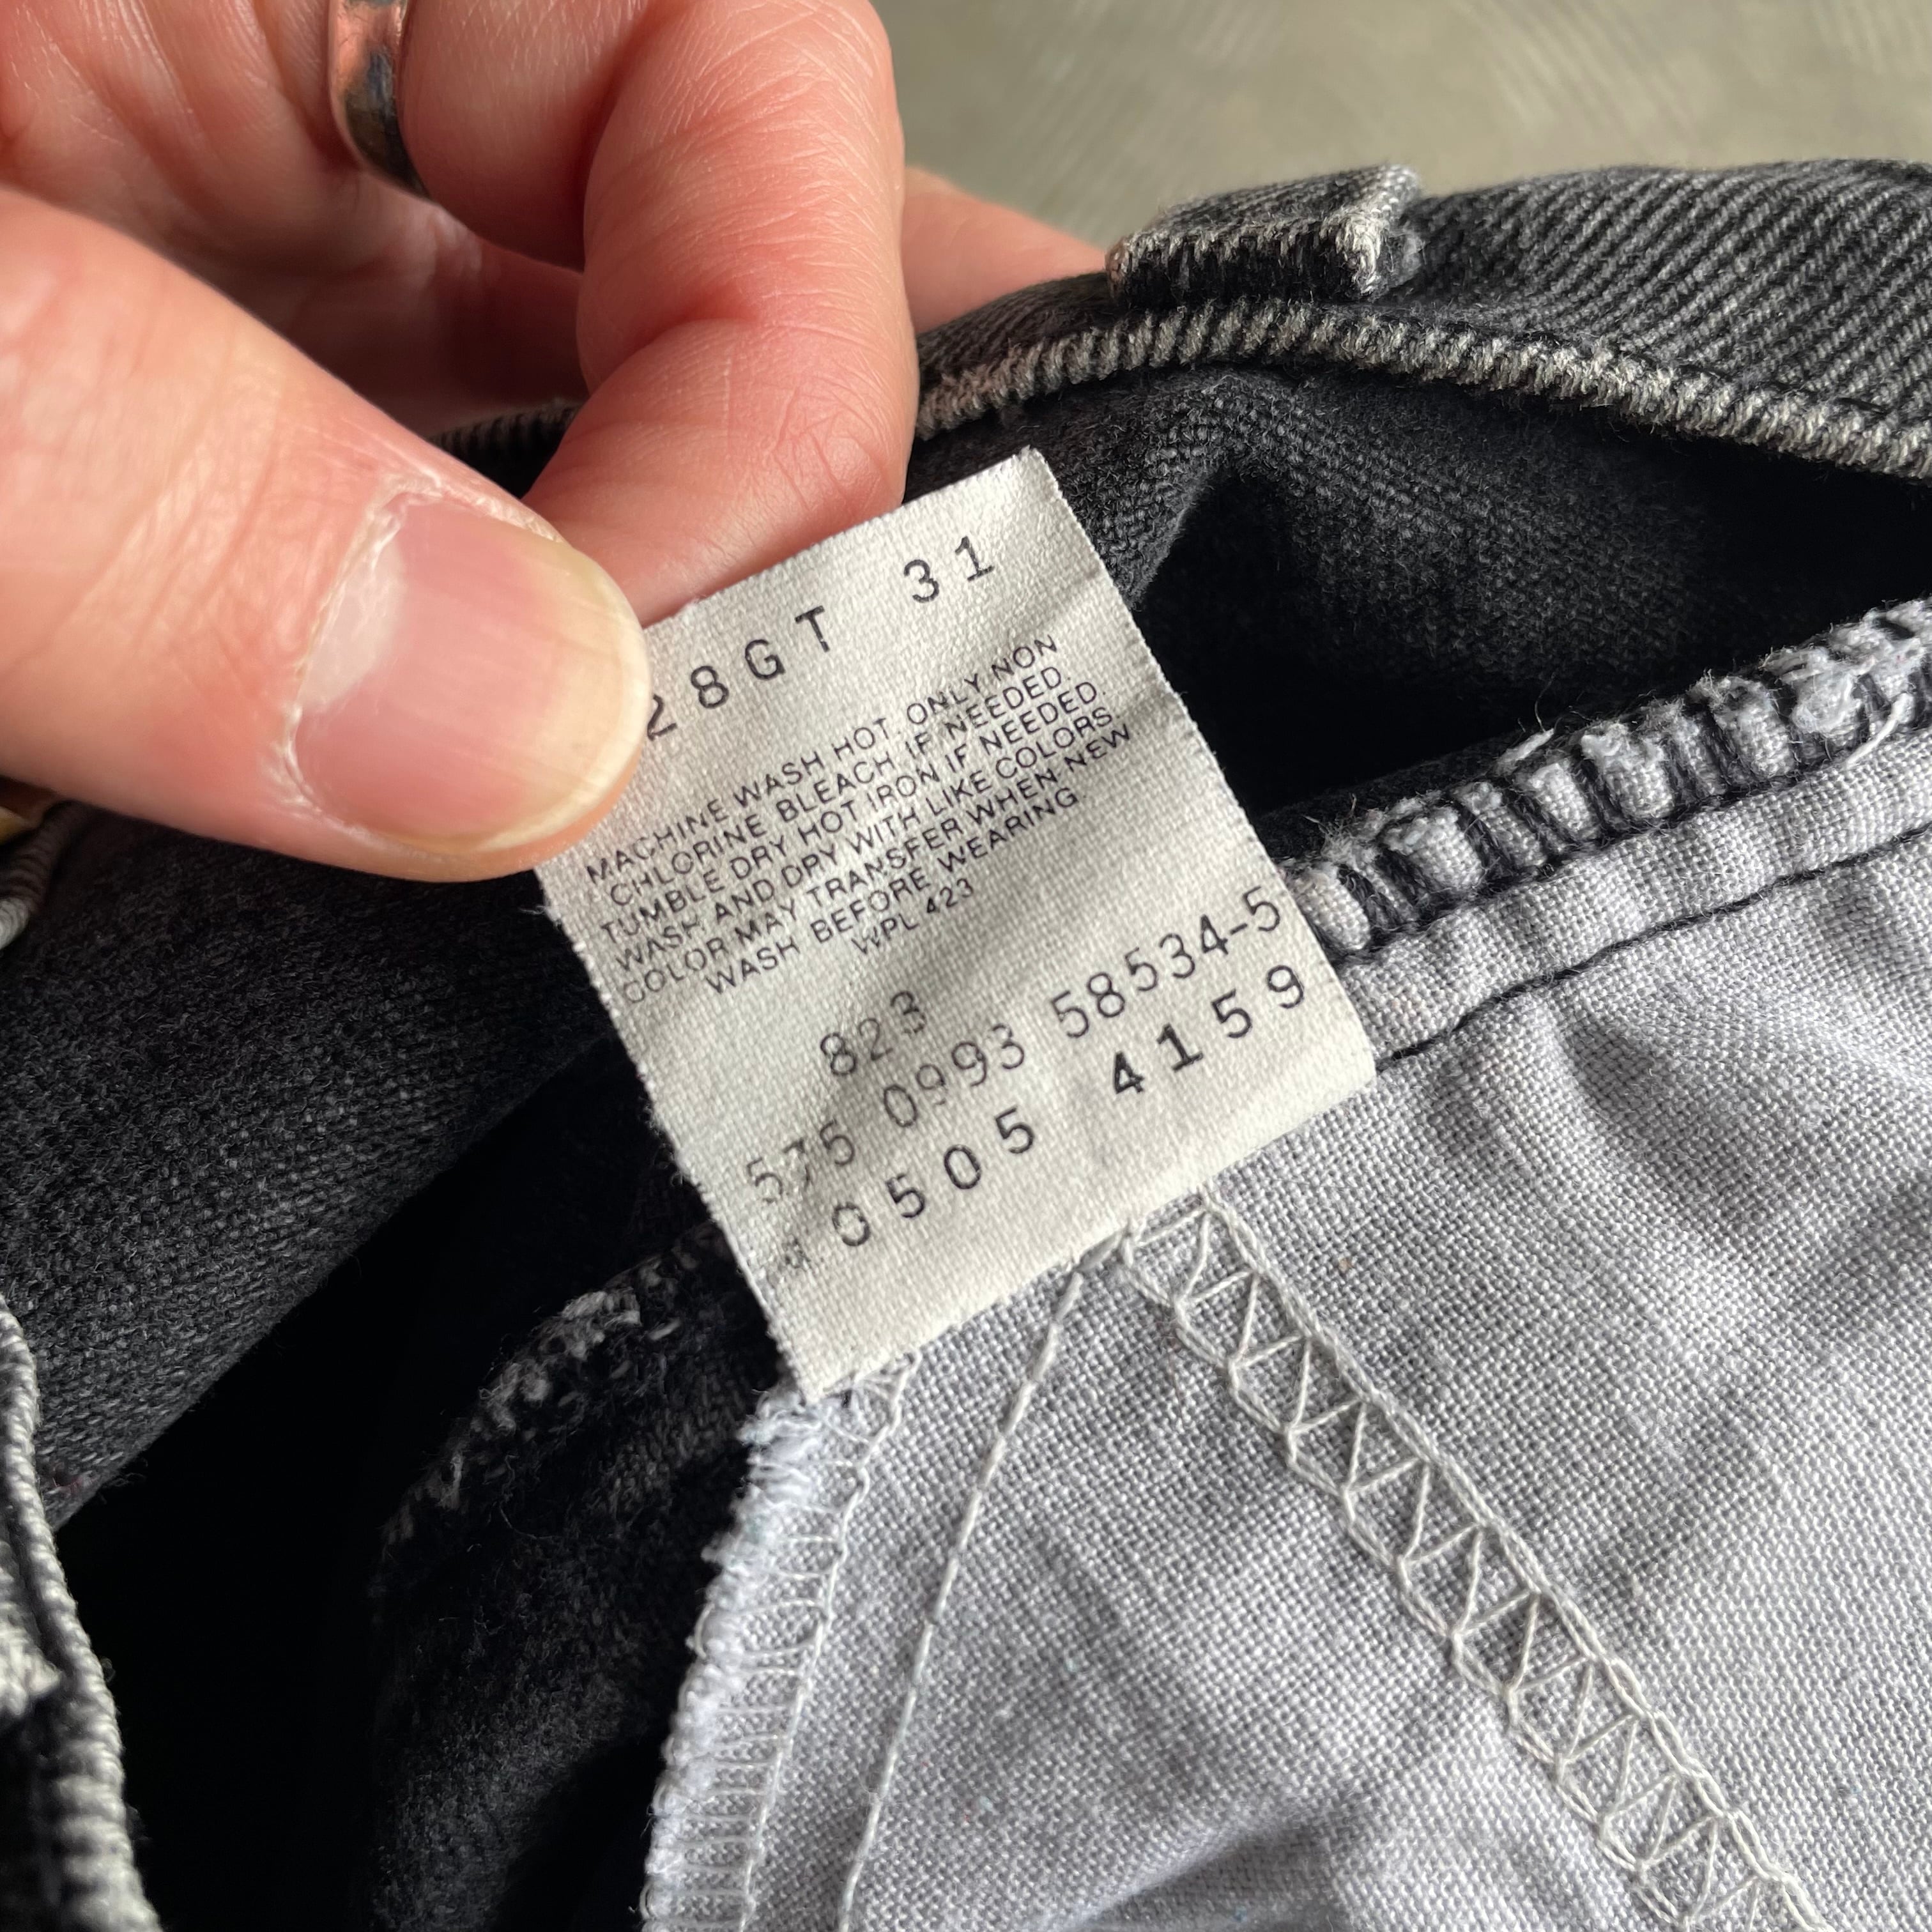 28GT 31
MACHINE WASH HOT. ONLY NON
CHLORINE BLEACH IF NEEDED.
TUMBLE DRY HOT IRON IF NEEDED.
WASH AND DRY WITH LIKE COLORS.
COLOR MAY TRANSFER WHEN NEW
WASH BEFORE WEARING
WPL 423
823
575 0993 58534-5
0505 4159